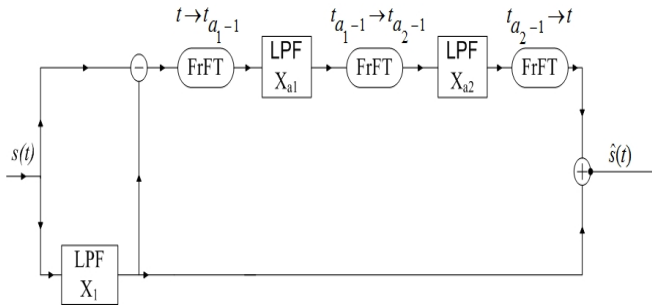 t→t_{a_1−1} t_{a_1−1}→t_{a_2−1} t_{a_2−1}→t
FrFT LPF X_{a1} FrFT LPF X_{a2} FrFT
−
s(t) + ŝ(t)
LPF
X_1